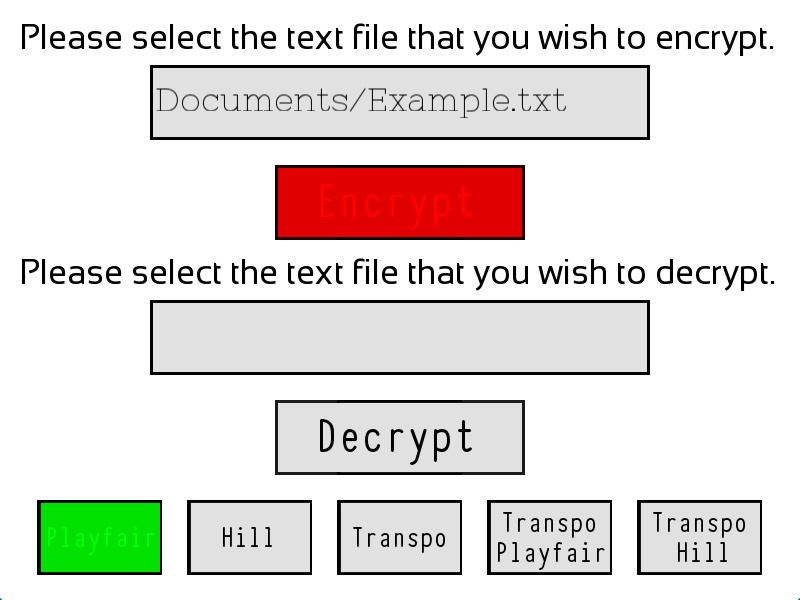 Please select the text file that you wish to encrypt.
Documents/Example.txt
Encrypt
Please select the text file that you wish to decrypt.
Decrypt
Playfair
Hill
Transpo
Transpo
Playfair
Transpo
Hill